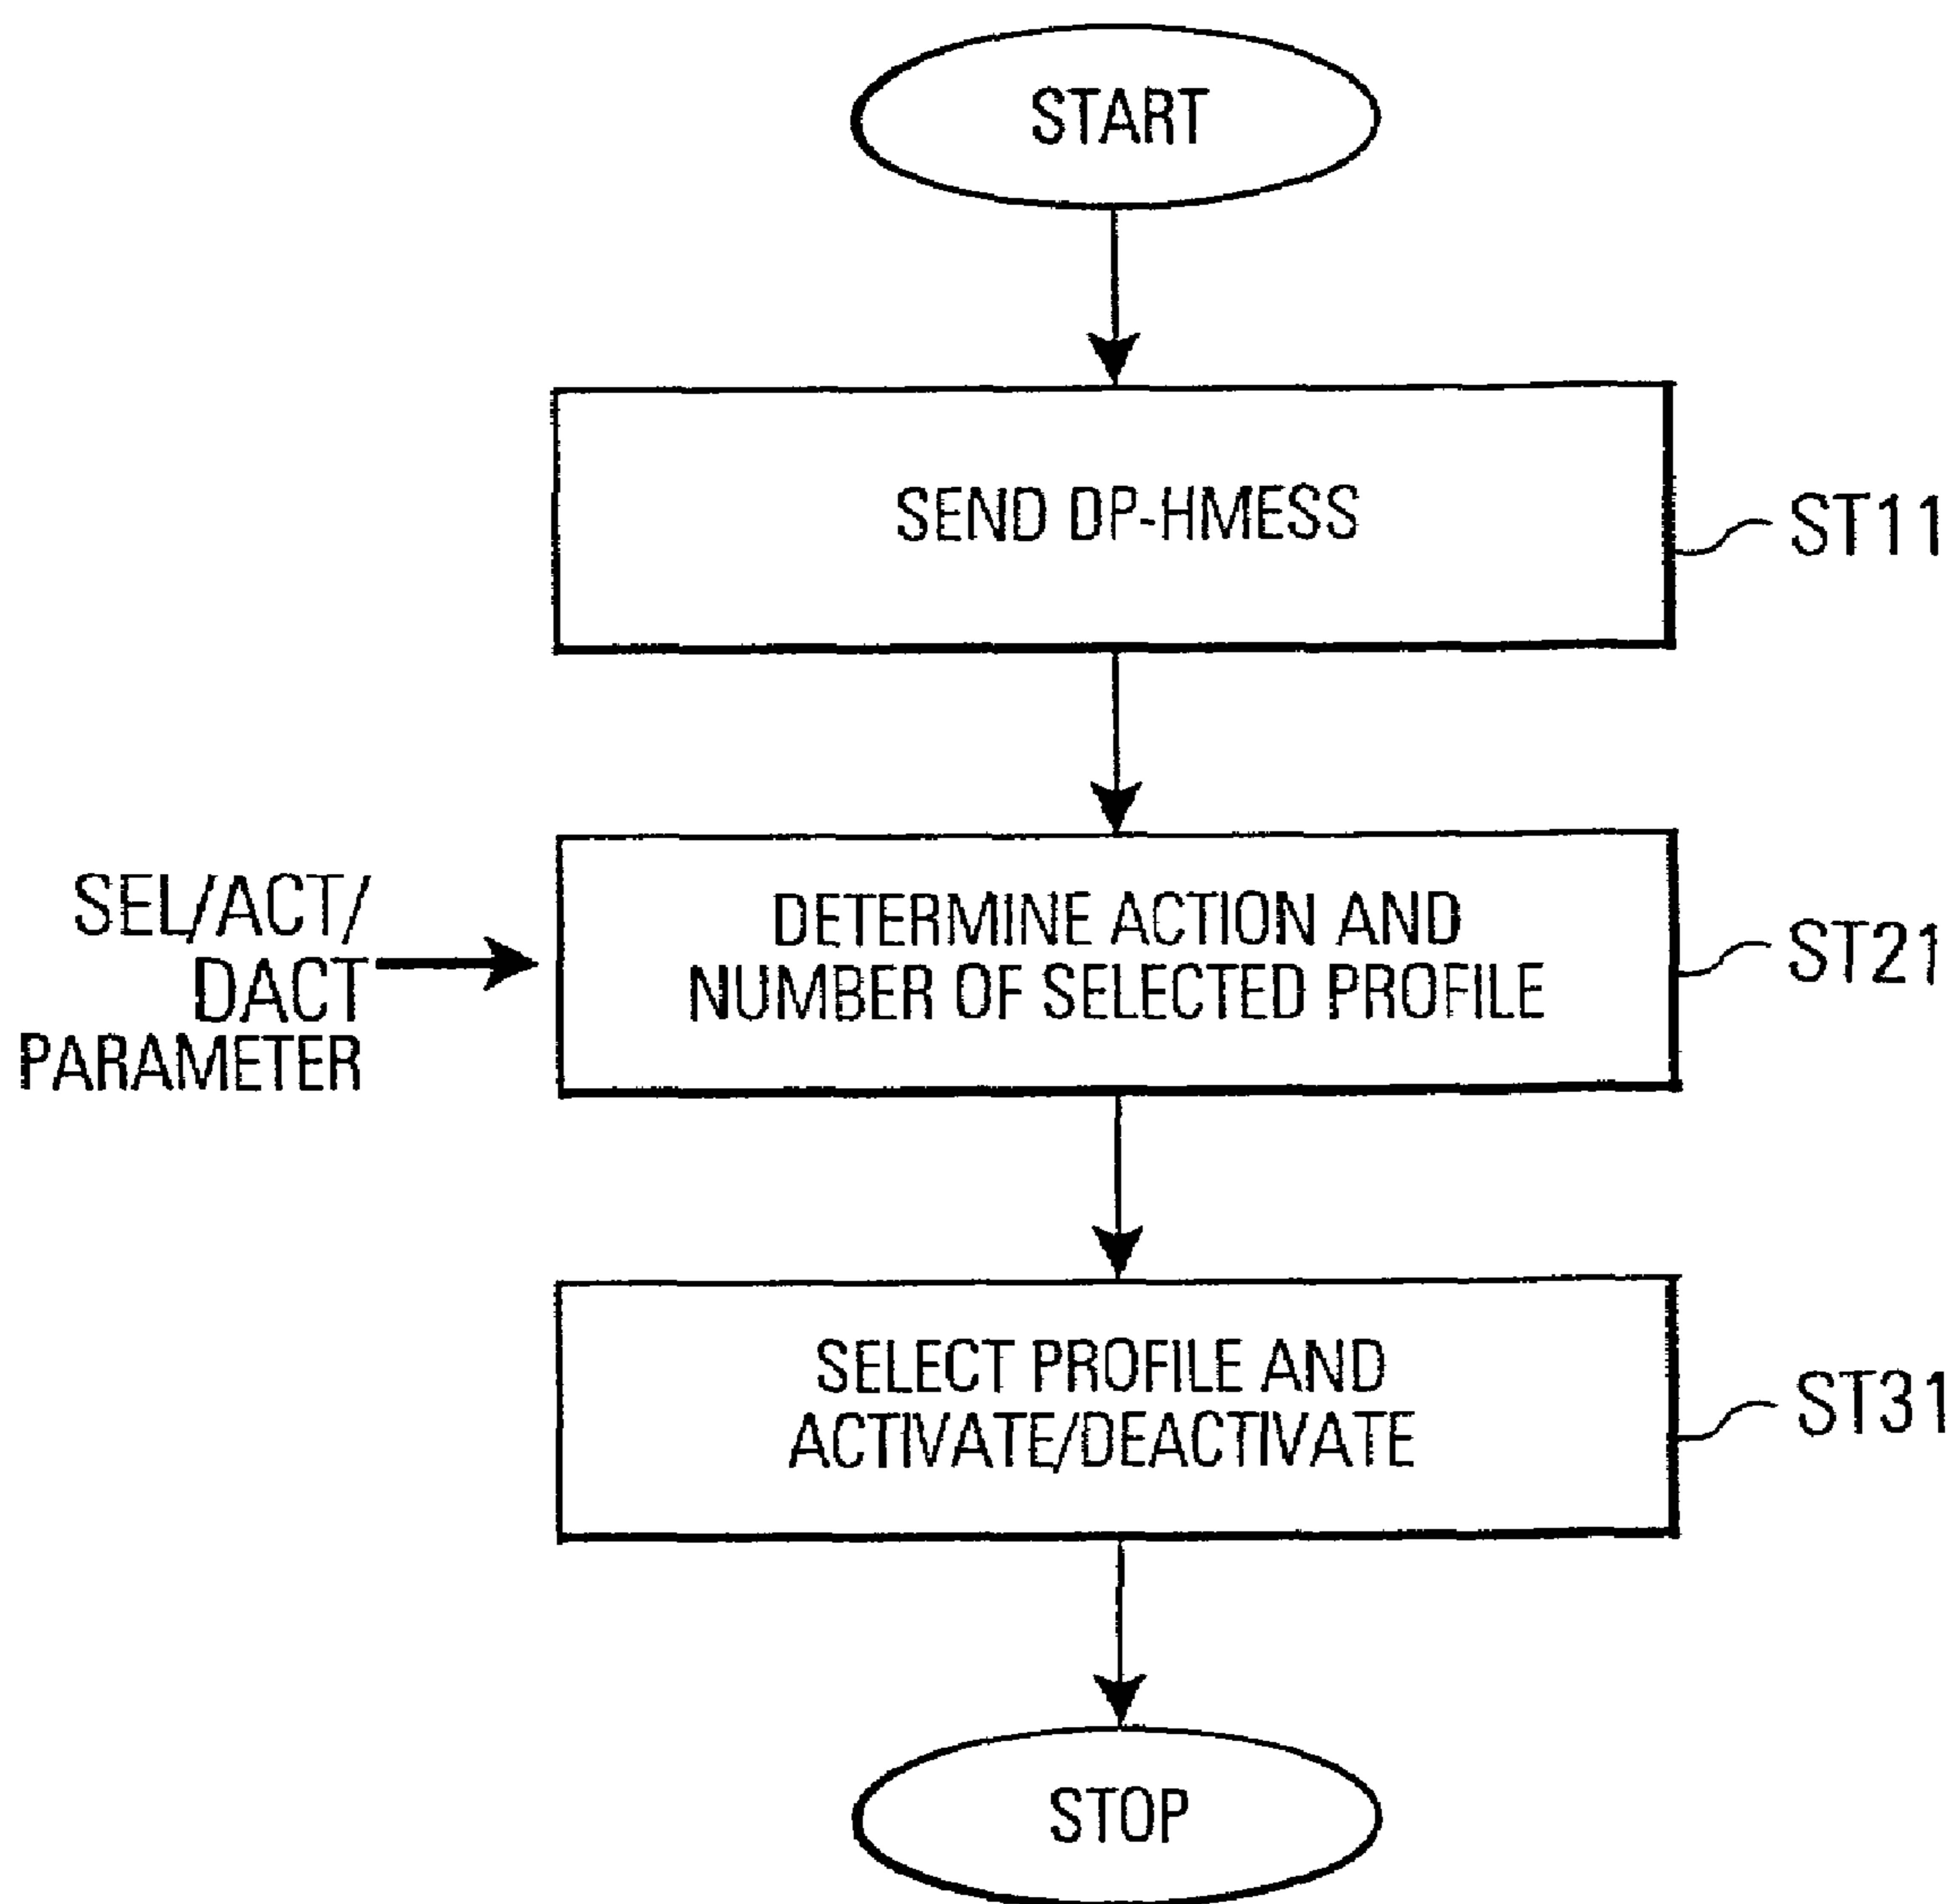 START
SEND DP-HMESS
ST11
SEL/ACT/
DACT
PARAMETER
DETERMINE ACTION AND
NUMBER OF SELECTED PROFILE
ST21
SELECT PROFILE AND
ACTIVATE/DEACTIVATE
ST31
STOP